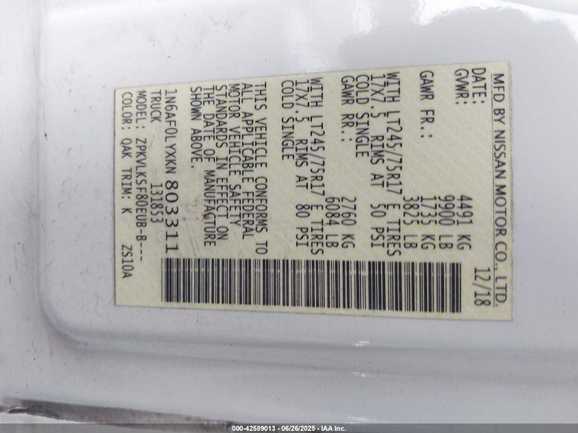 MFD BY NISSAN MOTOR CO., LTD.
DATE: 12/18
GVWR: 4491 KG
9900 LB
GAWR FR.: 1735 KG
3825 LB
WITH LT245/75R17 E TIRES
17X7.5 RIMS AT 50 PSI
COLD SINGLE
GAWR RR.: 2760 KG
6084 LB
WITH LT245/75R17 E TIRES
17X7.5 RIMS AT 80 PSI
COLD SINGLE
THIS VEHICLE CONFORMS TO
ALL APPLICABLE FEDERAL
MOTOR VEHICLE SAFETY
STANDARDS IN EFFECT ON
THE DATE OF MANUFACTURE
SHOWN ABOVE.
1N6AF0LYXKN803311
TRUCK 131853
MODEL: ZPKVLKSF80EUB-B---
COLOR: QAK TRIM: K ZS10A
000-42589013 - 06/26/2025 - IAA Inc.